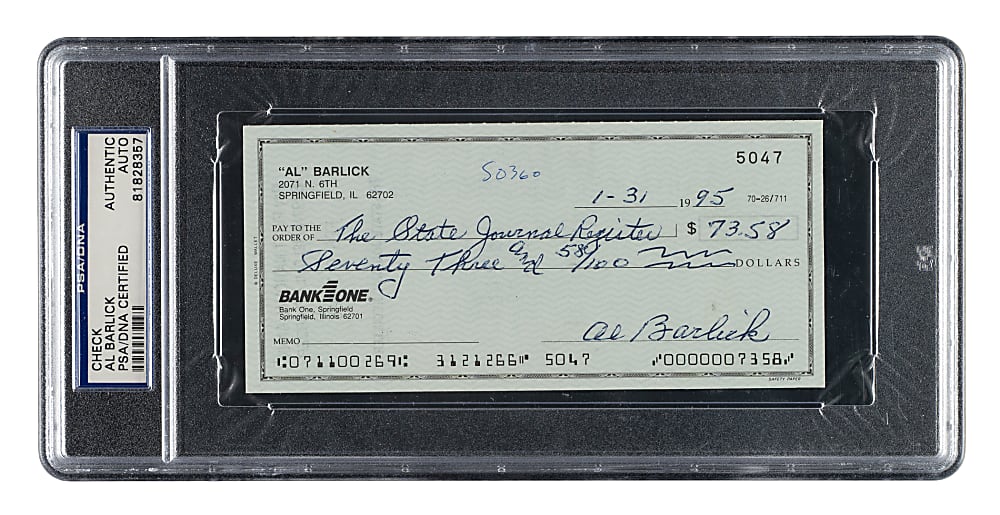 PSA/DNA
CHECK AUTHENTIC
AL BARLICK AUTO
PSA/DNA CERTIFIED 81828357
5047
"AL" BARLICK
2071 N. 6TH
SPRINGFIELD, IL 62702
50360
1-31 1995 70-26/711
PAY TO THE
ORDER OF The State Journal Register $ 73.58
Seventy Three and 58/100 DOLLARS
DELUXE WALLET
BANK ONE®
Bank One, Springfield
Springfield, Illinois 62701
MEMO Al Barlick
⑆071100269⑆ 3121266⑈ 5047 ⑇0000007358⑇
SAFETY PAPER